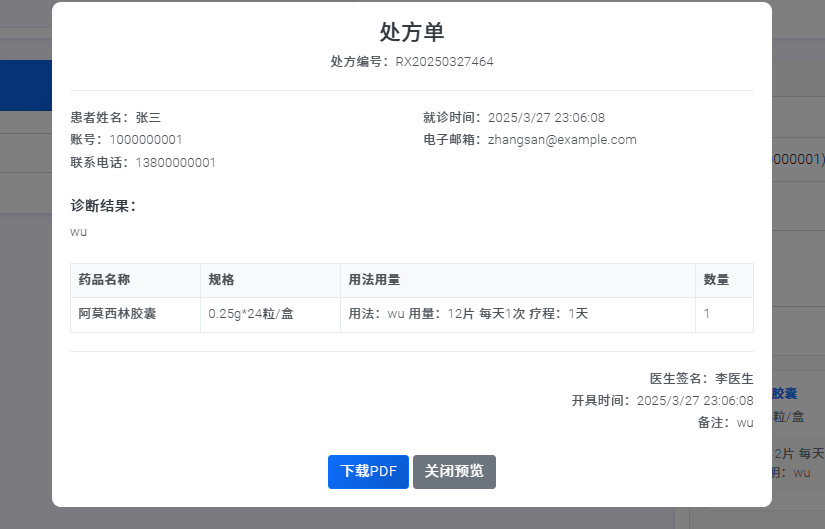 处方单
处方编号：RX20250327464
患者姓名：张三
就诊时间：2025/3/27 23:06:08
账号：1000000001
电子邮箱：zhangsan@example.com
联系电话：13800000001
诊断结果：
wu
药品名称 规格 用法用量 数量
阿莫西林胶囊 0.25g*24粒/盒 用法：wu 用量：12片 每天1次 疗程：1天 1
医生签名：李医生
开具时间：2025/3/27 23:06:08
备注：wu
下载PDF 关闭预览
000001)
胶囊
粒/盒
2片 每天
明：wu